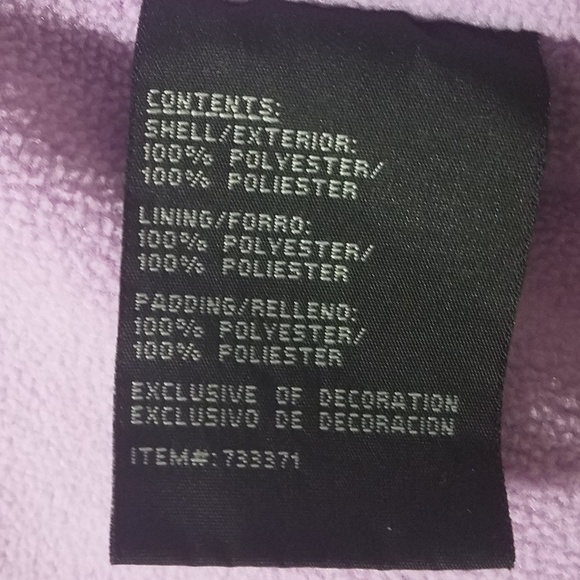 CONTENTS:
SHELL/EXTERIOR:
100% POLYESTER/
100% POLIESTER
LINING/FORRO:
100% POLYESTER/
100% POLIESTER
PADDING/RELLENO:
100% POLYESTER/
100% POLIESTER
EXCLUSIVE OF DECORATION
EXCLUSIVO DE DECORACION
ITEM#:733371